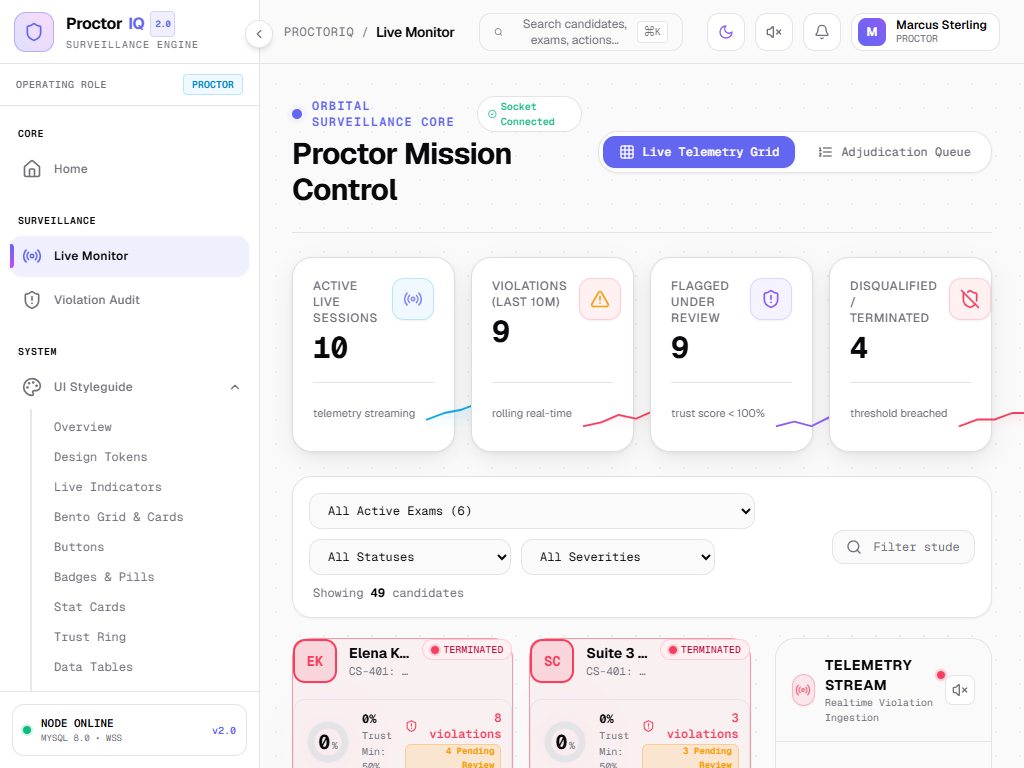 Proctor IQ 2.0
SURVEILLANCE ENGINE
OPERATING ROLE
PROCTOR
CORE
Home
SURVEILLANCE
Live Monitor
Violation Audit
SYSTEM
UI Styleguide
Overview
Design Tokens
Live Indicators
Bento Grid & Cards
Buttons
Badges & Pills
Stat Cards
Trust Ring
Data Tables
NODE ONLINE
MYSQL 8.0 • WSS
v2.0
PROCTORIQ / Live Monitor
Search candidates,
exams, actions…
⌘K
M
Marcus Sterling
PROCTOR
ORBITAL
SURVEILLANCE CORE
Socket
Connected
Proctor Mission
Control
Live Telemetry Grid
Adjudication Queue
ACTIVE
LIVE
SESSIONS
10
telemetry streaming
VIOLATIONS
(LAST 10M)
9
rolling real-time
FLAGGED
UNDER
REVIEW
9
trust score < 100%
DISQUALIFIED
/
TERMINATED
4
threshold breached
All Active Exams (6)
All Statuses
All Severities
Filter stude
Showing 49 candidates
EK
Elena K…
CS-401: …
TERMINATED
0%
0%
Trust
Min:
50%
8
violations
4 Pending
Review
SC
Suite 3 …
CS-401: …
TERMINATED
0%
0%
Trust
Min:
50%
3
violations
3 Pending
Review
TELEMETRY
STREAM
Realtime Violation
Ingestion